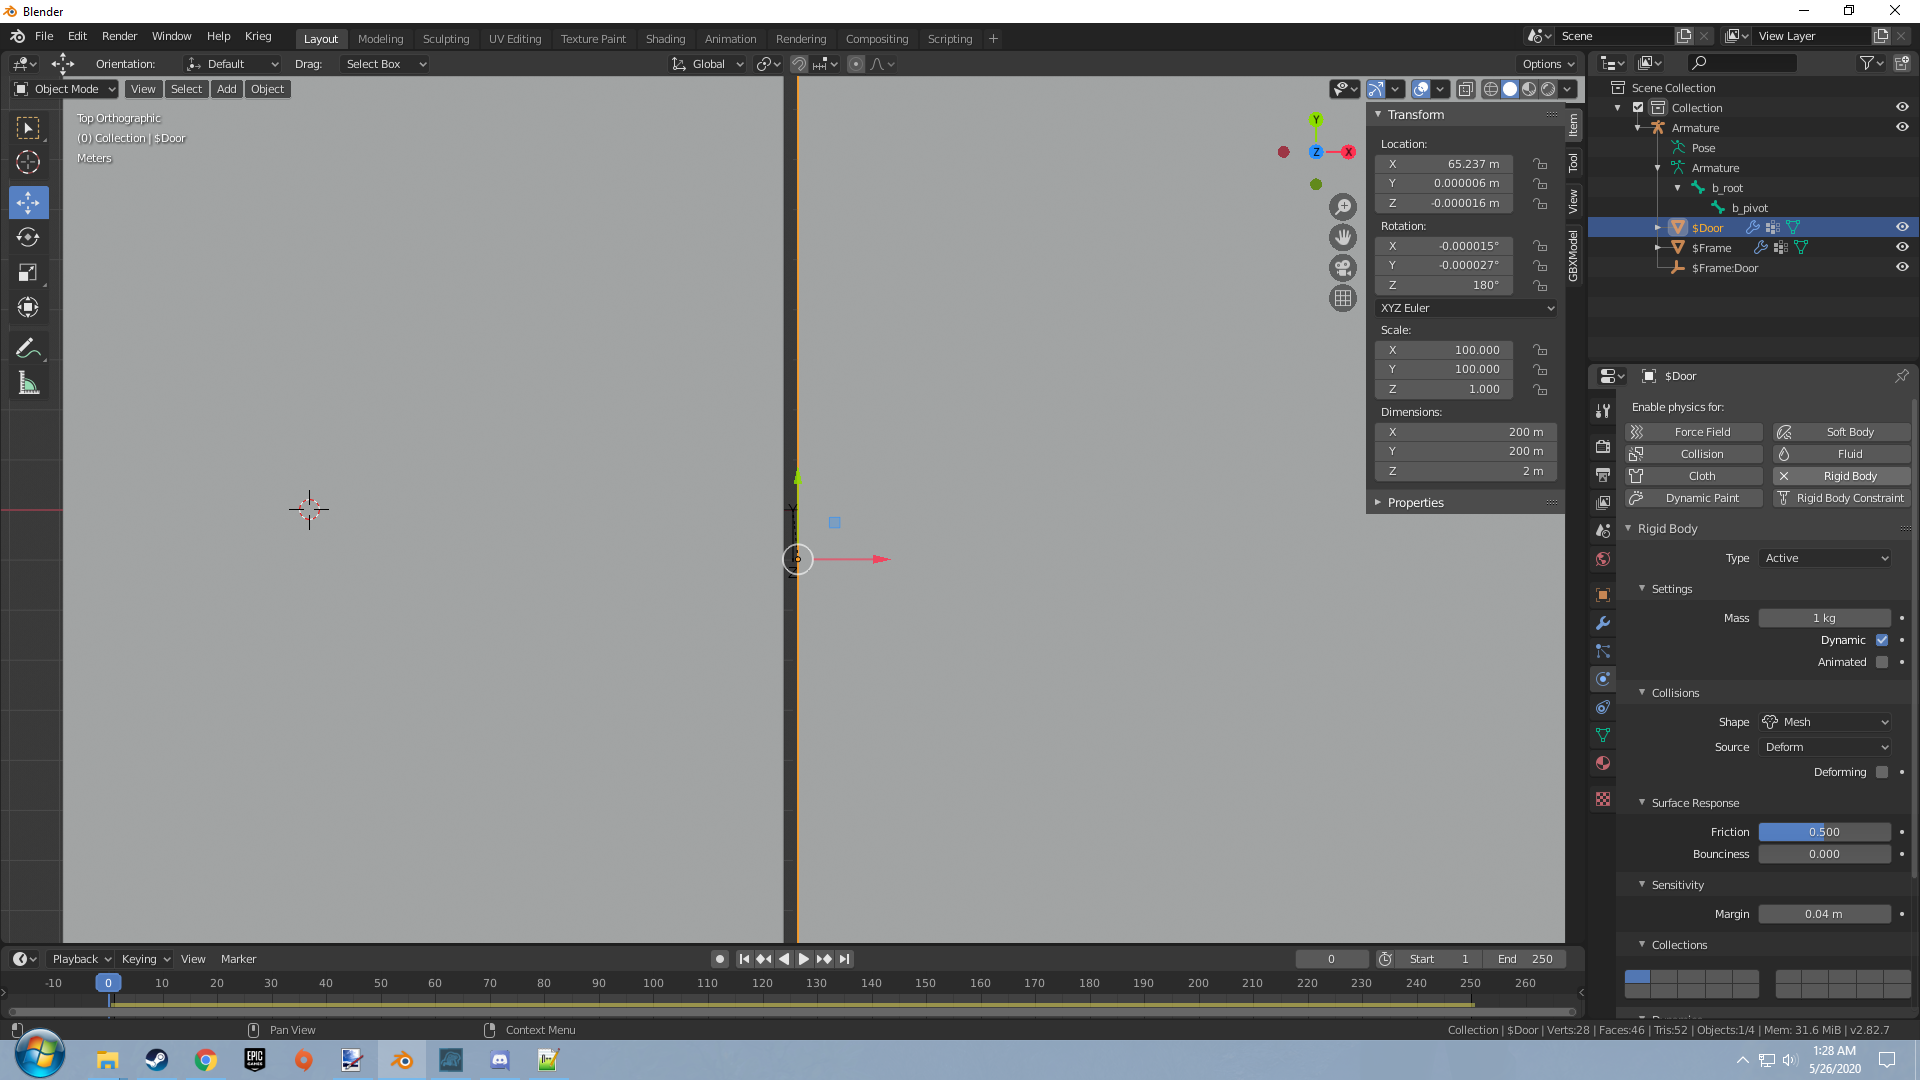 Blender
File Edit Render Window Help Krieg
Layout Modeling Sculpting UV Editing Texture Paint Shading Animation Rendering Compositing Scripting +
Scene
View Layer
Orientation: Default Drag: Select Box
Global
Options
Object Mode View Select Add Object
Top Orthographic
(0) Collection | $Door
Meters
Y
Z
X
Y
Z
Transform
Location:
X 65.237 m
Y 0.000006 m
Z -0.000016 m
Rotation:
X -0.000015°
Y -0.000027°
Z 180°
XYZ Euler
Scale:
X 100.000
Y 100.000
Z 1.000
Dimensions:
X 200 m
Y 200 m
Z 2 m
Properties
Item
Tool
View
GBXModel
Scene Collection
Collection
Armature
Pose
Armature
b_root
b_pivot
$Door
$Frame
$Frame:Door
$Door
Enable physics for:
Force Field Soft Body
Collision Fluid
Cloth Rigid Body
Dynamic Paint Rigid Body Constraint
Rigid Body
Type Active
Settings
Mass 1 kg
Dynamic
Animated
Collisions
Shape Mesh
Source Deform
Deforming
Surface Response
Friction 0.500
Bounciness 0.000
Sensitivity
Margin 0.04 m
Collections
Playback Keying View Marker
0 Start 1 End 250
-10 0 10 20 30 40 50 60 70 80 90 100 110 120 130 140 150 160 170 180 190 200 210 220 230 240 250 260
Pan View Context Menu
Collection | $Door | Verts:28 | Faces:46 | Tris:52 | Objects:1/4 | Mem: 31.6 MiB | v2.82.7
EPIC GAMES
1:28 AM
5/26/2020